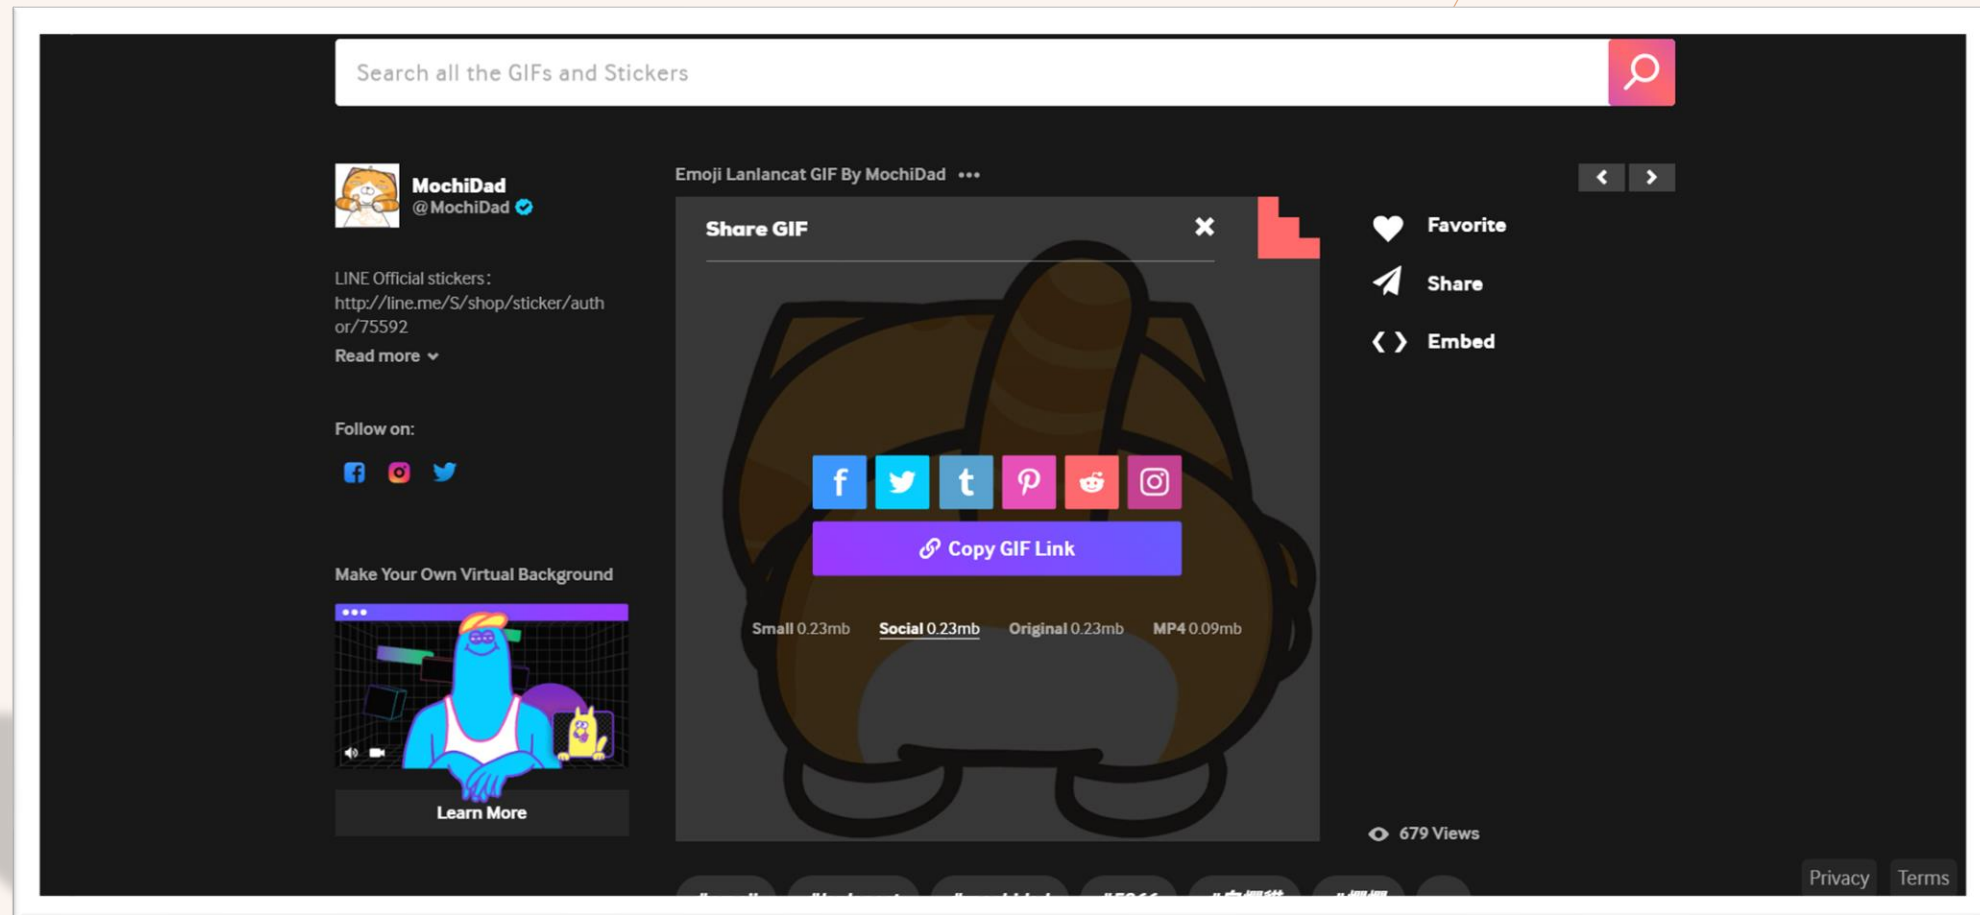 Search all the GIFs and Stickers
MochiDad
@MochiDad
LINE Official stickers：
http://line.me/S/shop/sticker/auth
or/75592
Read more
Follow on:
Make Your Own Virtual Background
Learn More
Emoji Lanlancat GIF By MochiDad •••
Share GIF
Copy GIF Link
Small 0.23mb Social 0.23mb Original 0.23mb MP4 0.09mb
Favorite
Share
Embed
679 Views
Privacy Terms